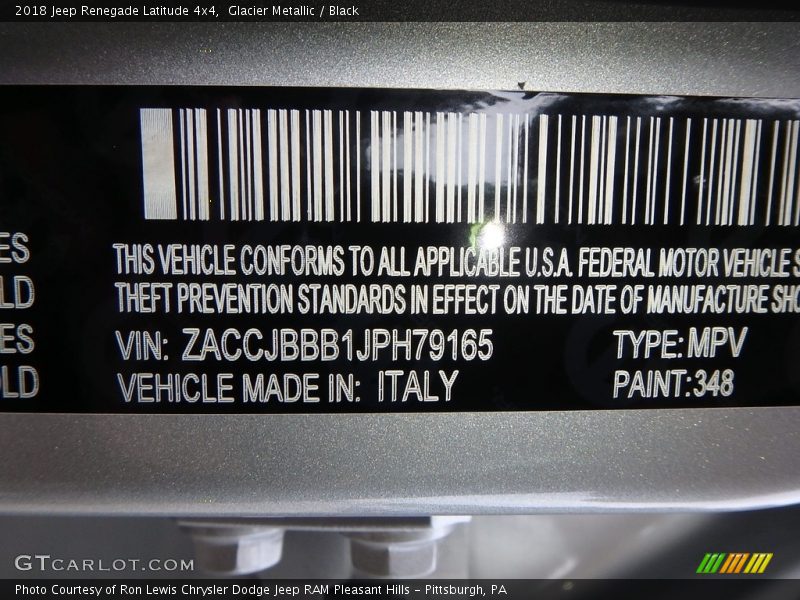 2018 Jeep Renegade Latitude 4x4, Glacier Metallic / Black
ES
LD
ES
OLD
THIS VEHICLE CONFORMS TO ALL APPLICABLE U.S.A. FEDERAL MOTOR VEHICLE S
THEFT PREVENTION STANDARDS IN EFFECT ON THE DATE OF MANUFACTURE SHO
VIN: ZACCJBBB1JPH79165 TYPE: MPV
VEHICLE MADE IN: ITALY PAINT: 348
GTCARLOT.COM
Photo Courtesy of Ron Lewis Chrysler Dodge Jeep RAM Pleasant Hills - Pittsburgh, PA